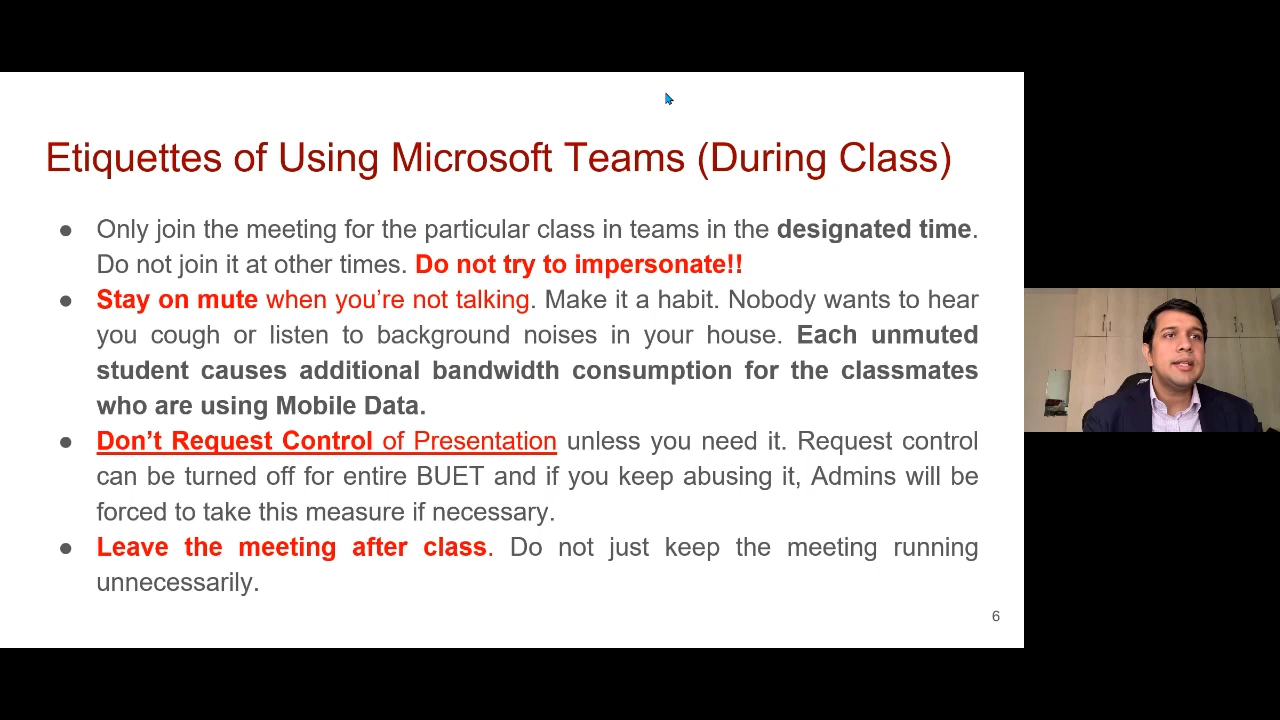 Etiquettes of Using Microsoft Teams (During Class)
● Only join the meeting for the particular class in teams in the designated time.
Do not join it at other times. Do not try to impersonate!!
● Stay on mute when you’re not talking. Make it a habit. Nobody wants to hear
you cough or listen to background noises in your house. Each unmuted
student causes additional bandwidth consumption for the classmates
who are using Mobile Data.
● Don’t Request Control of Presentation unless you need it. Request control
can be turned off for entire BUET and if you keep abusing it, Admins will be
forced to take this measure if necessary.
● Leave the meeting after class. Do not just keep the meeting running
unnecessarily.
6